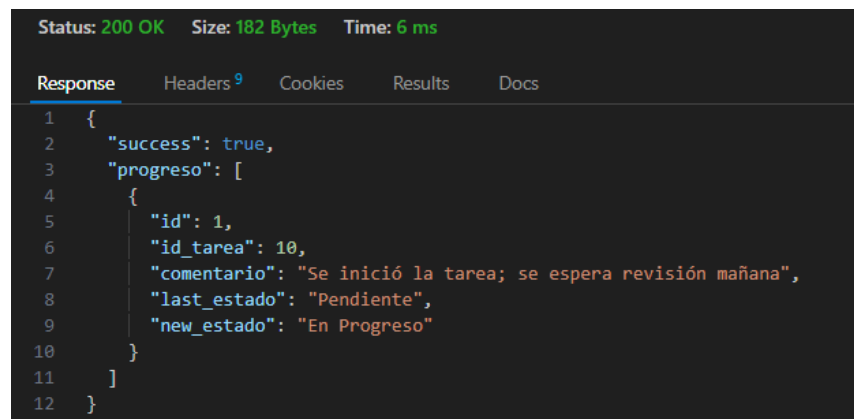 Status: 200 OK Size: 182 Bytes Time: 6 ms
Response Headers 9 Cookies Results Docs
1 {
2 "success": true,
3 "progreso": [
4 {
5 "id": 1,
6 "id_tarea": 10,
7 "comentario": "Se inició la tarea; se espera revisión mañana",
8 "last_estado": "Pendiente",
9 "new_estado": "En Progreso"
10 }
11 ]
12 }